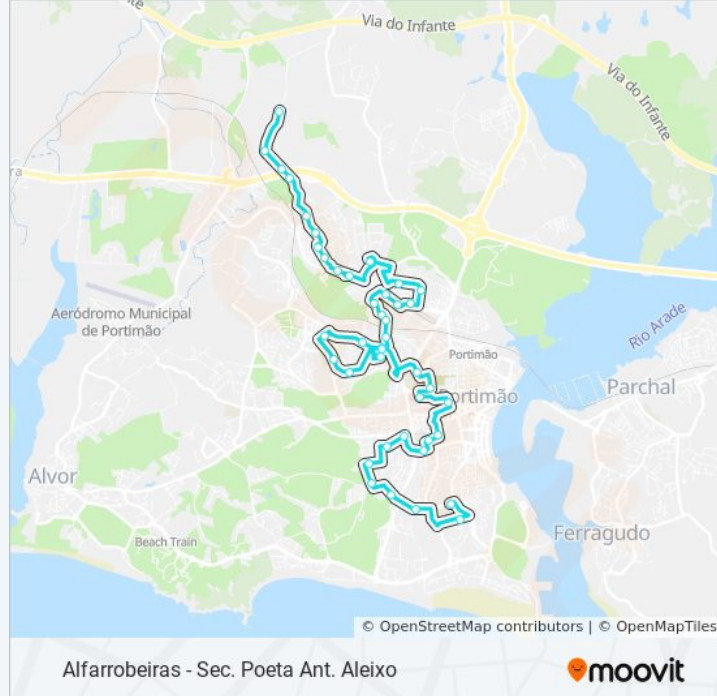 Via do Infante
Via do Infante
Aeródromo Municipal
de Portimão
Rio Arade
Portimão
Parchal
Portimão
Alvor
Beach Train
Ferragudo
© OpenStreetMap contributors | © OpenMapTiles
Alfarrobeiras - Sec. Poeta Ant. Aleixo
moovit